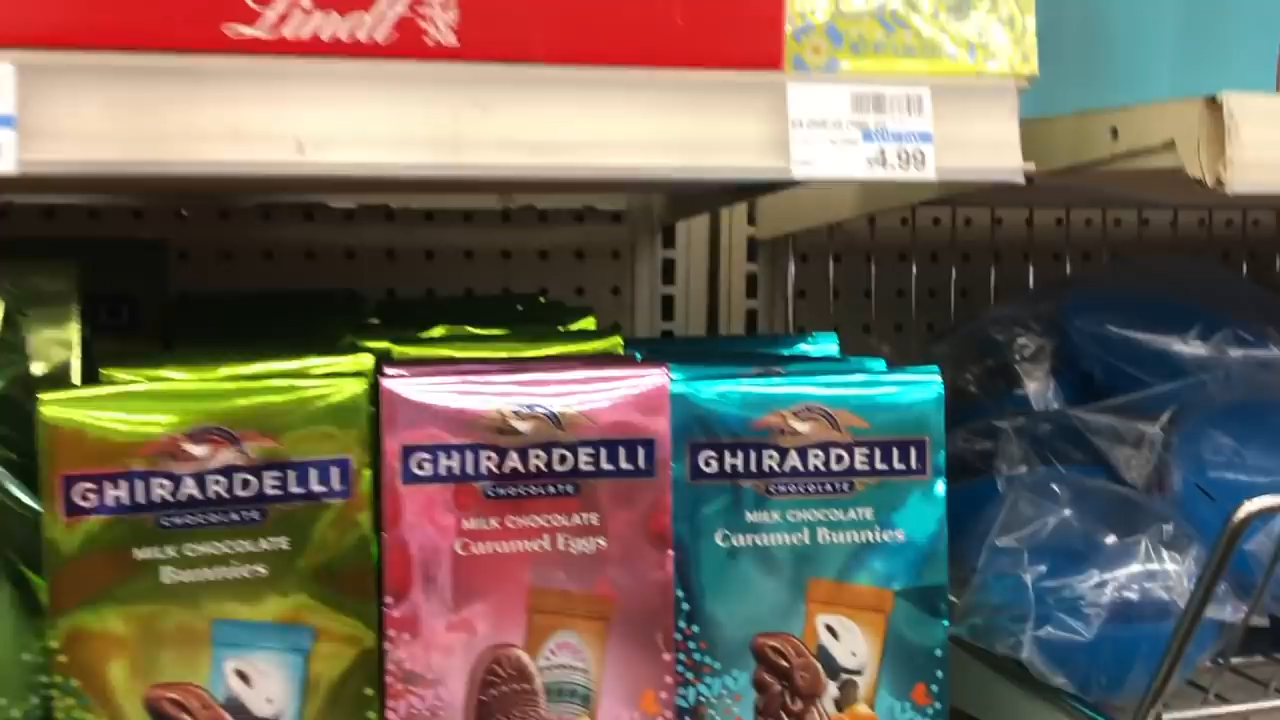 Lindt
4.99
GHIRARDELLI
CHOCOLATE
MILK CHOCOLATE
Bunnies
GHIRARDELLI
CHOCOLATE
MILK CHOCOLATE
Caramel Eggs
GHIRARDELLI
CHOCOLATE
MILK CHOCOLATE
Caramel Bunnies